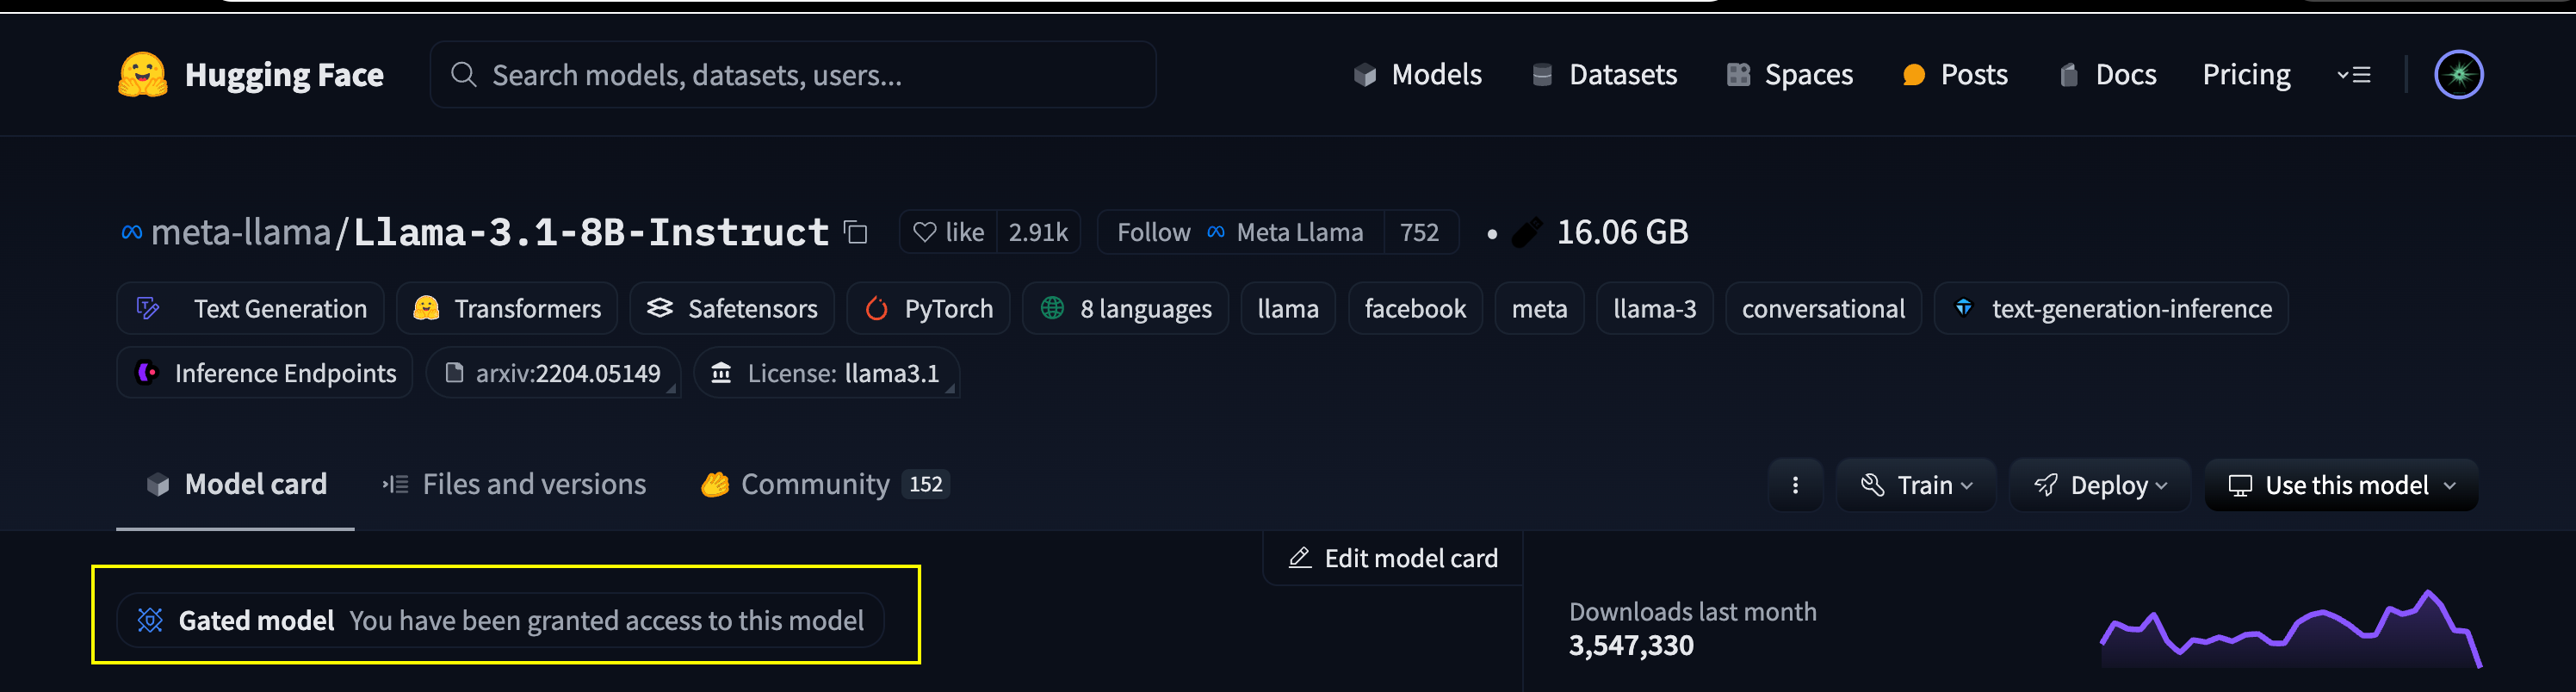 Hugging Face
Search models, datasets, users...
Models
Datasets
Spaces
Posts
Docs
Pricing
meta-llama/Llama-3.1-8B-Instruct
like 2.91k
Follow Meta Llama 752
• 16.06 GB
Text Generation
Transformers
Safetensors
PyTorch
8 languages
llama
facebook
meta
llama-3
conversational
text-generation-inference
Inference Endpoints
arxiv:2204.05149
License: llama3.1
Model card
Files and versions
Community 152
Train
Deploy
Use this model
Edit model card
Gated model You have been granted access to this model
Downloads last month
3,547,330